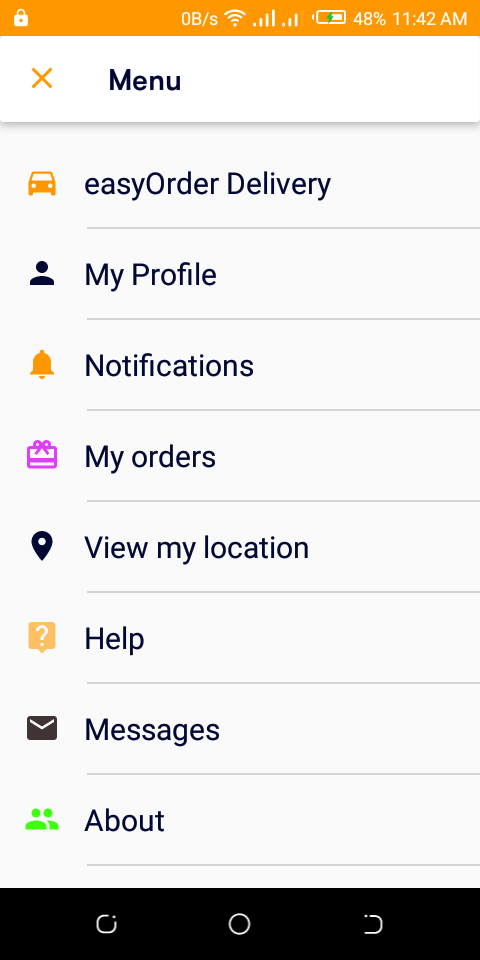 0B/s 48% 11:42 AM
Menu
easyOrder Delivery
My Profile
Notifications
My orders
View my location
Help
Messages
About